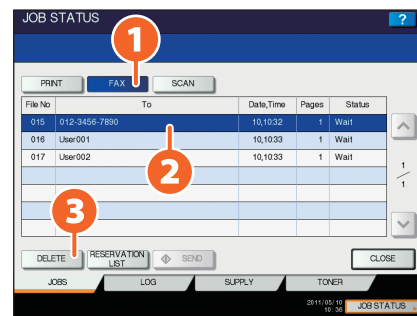 JOB STATUS ?
1
PRINT FAX SCAN
File No To Date,Time Pages Status
015 012-3456-7890 10,10:32 1 Wait
016 User001 10,10:33 1 Wait
017 User002 10,10:33 1 Wait
2
1
1
3
DELETE RESERVATION LIST SEND CLOSE
JOBS LOG SUPPLY TONER
2011/05/10
10:36 JOB STATUS